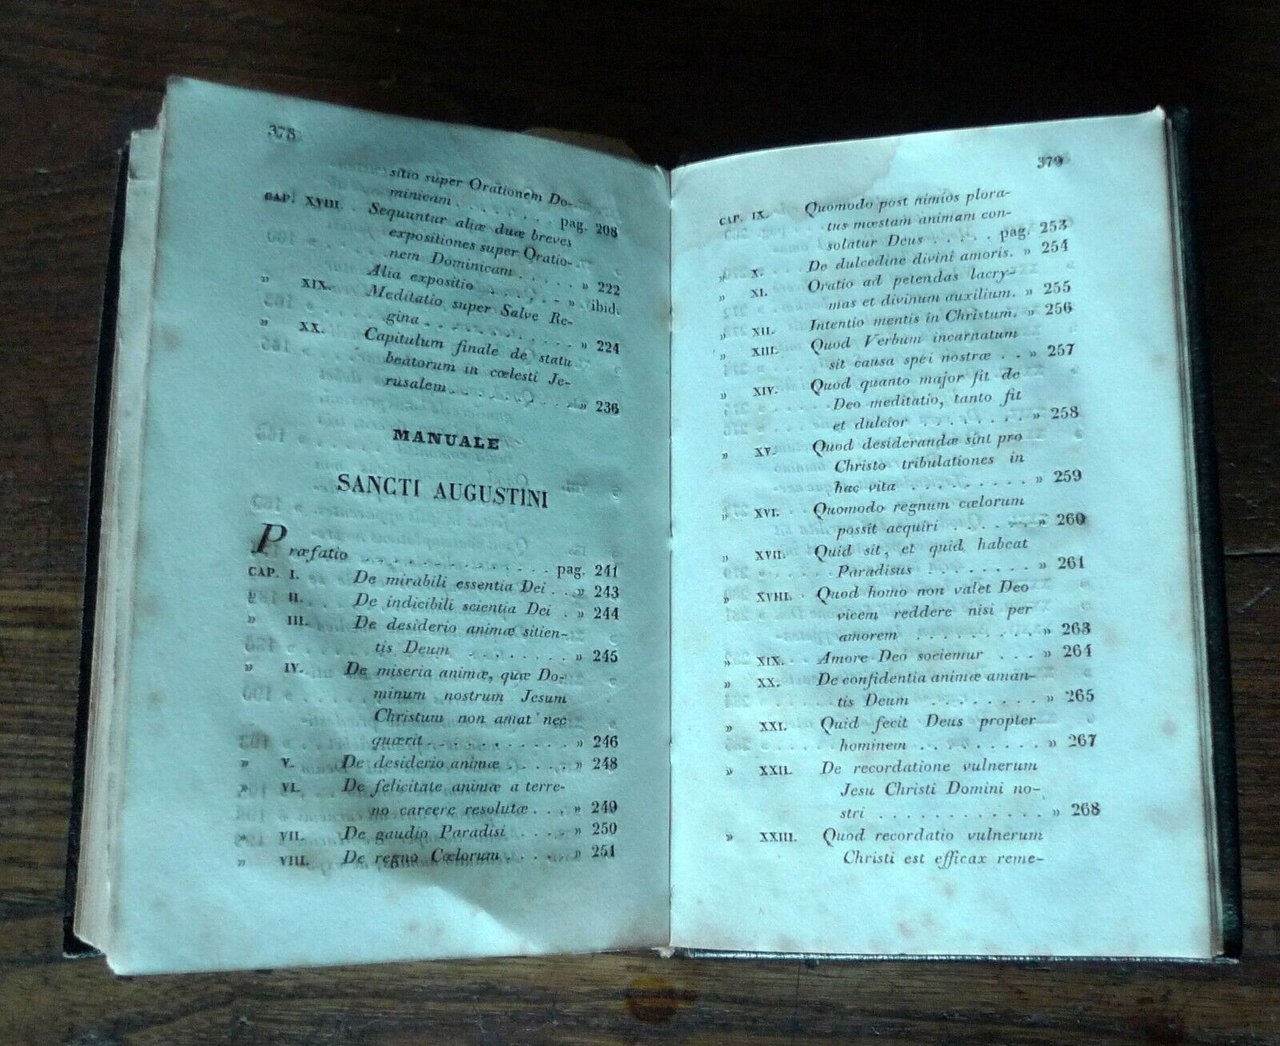 378
sitio super Orationem Do-
minicam . . . . . . . pag. 208
CAP. XVIII. Sequuntur aliæ duæ breves
expositiones super Oratio-
nem Dominicam . . . . » 222
Alia expositio . . . . . » ibid.
» XIX. Meditatio super Salve Re-
gina . . . . . . . . . » 224
» XX. Capitulum finale de statu
beatorum in cœlesti Je-
rusalem . . . . . . . » 236
MANUALE
SANCTI AUGUSTINI
Præfatio . . . . . . . . . . . . . pag. 241
CAP. I. De mirabili essentia Dei . . » 243
» II. De indicibili scientia Dei . » 244
» III. De desiderio animæ sitien-
tis Deum . . . . . . . » 245
» IV. De miseria animæ, quæ Do-
minum nostrum Jesum
Christum non amat nec
quærit . . . . . . . . . . » 246
» V. De desiderio animæ . . . . » 248
» VI. De felicitate animæ a terre-
no carcere resolutæ . . . » 249
» VII. De gaudio Paradisi . . . . » 250
» VIII. De regno Cœlorum . . . . » 251
379
CAP. IX. Quomodo post nimios plora-
tus mœstam animam con-
solatur Deus . . . . . pag. 253
» X. De dulcedine divini amoris. » 254
» XI. Oratio ad petendas lacry-
mas et divinum auxilium. » 255
» XII. Intentio mentis in Christum. » 256
» XIII. Quod Verbum incarnatum
sit causa spei nostræ . . » 257
» XIV. Quod quanto major fit de
Deo meditatio, tanto fit
et dulcior . . . . . . . » 258
» XV. Quod desiderandæ sint pro
Christo tribulationes in
hac vita . . . . . . . . » 259
» XVI. Quomodo regnum cœlorum
possit acquiri . . . . . » 260
» XVII. Quid sit, et quid habeat
Paradisus . . . . . . . » 261
» XVIII. Quod homo non valet Deo
vicem reddere nisi per
amorem . . . . . . . . » 263
» XIX. Amore Deo sociemur . . . » 264
» XX. De confidentia animæ aman-
tis Deum . . . . . . . » 265
» XXI. Quid fecit Deus propter
hominem . . . . . . . . » 267
» XXII. De recordatione vulnerum
Jesu Christi Domini no-
stri . . . . . . . . . . . . » 268
» XXIII. Quod recordatio vulnerum
Christi est efficax reme-